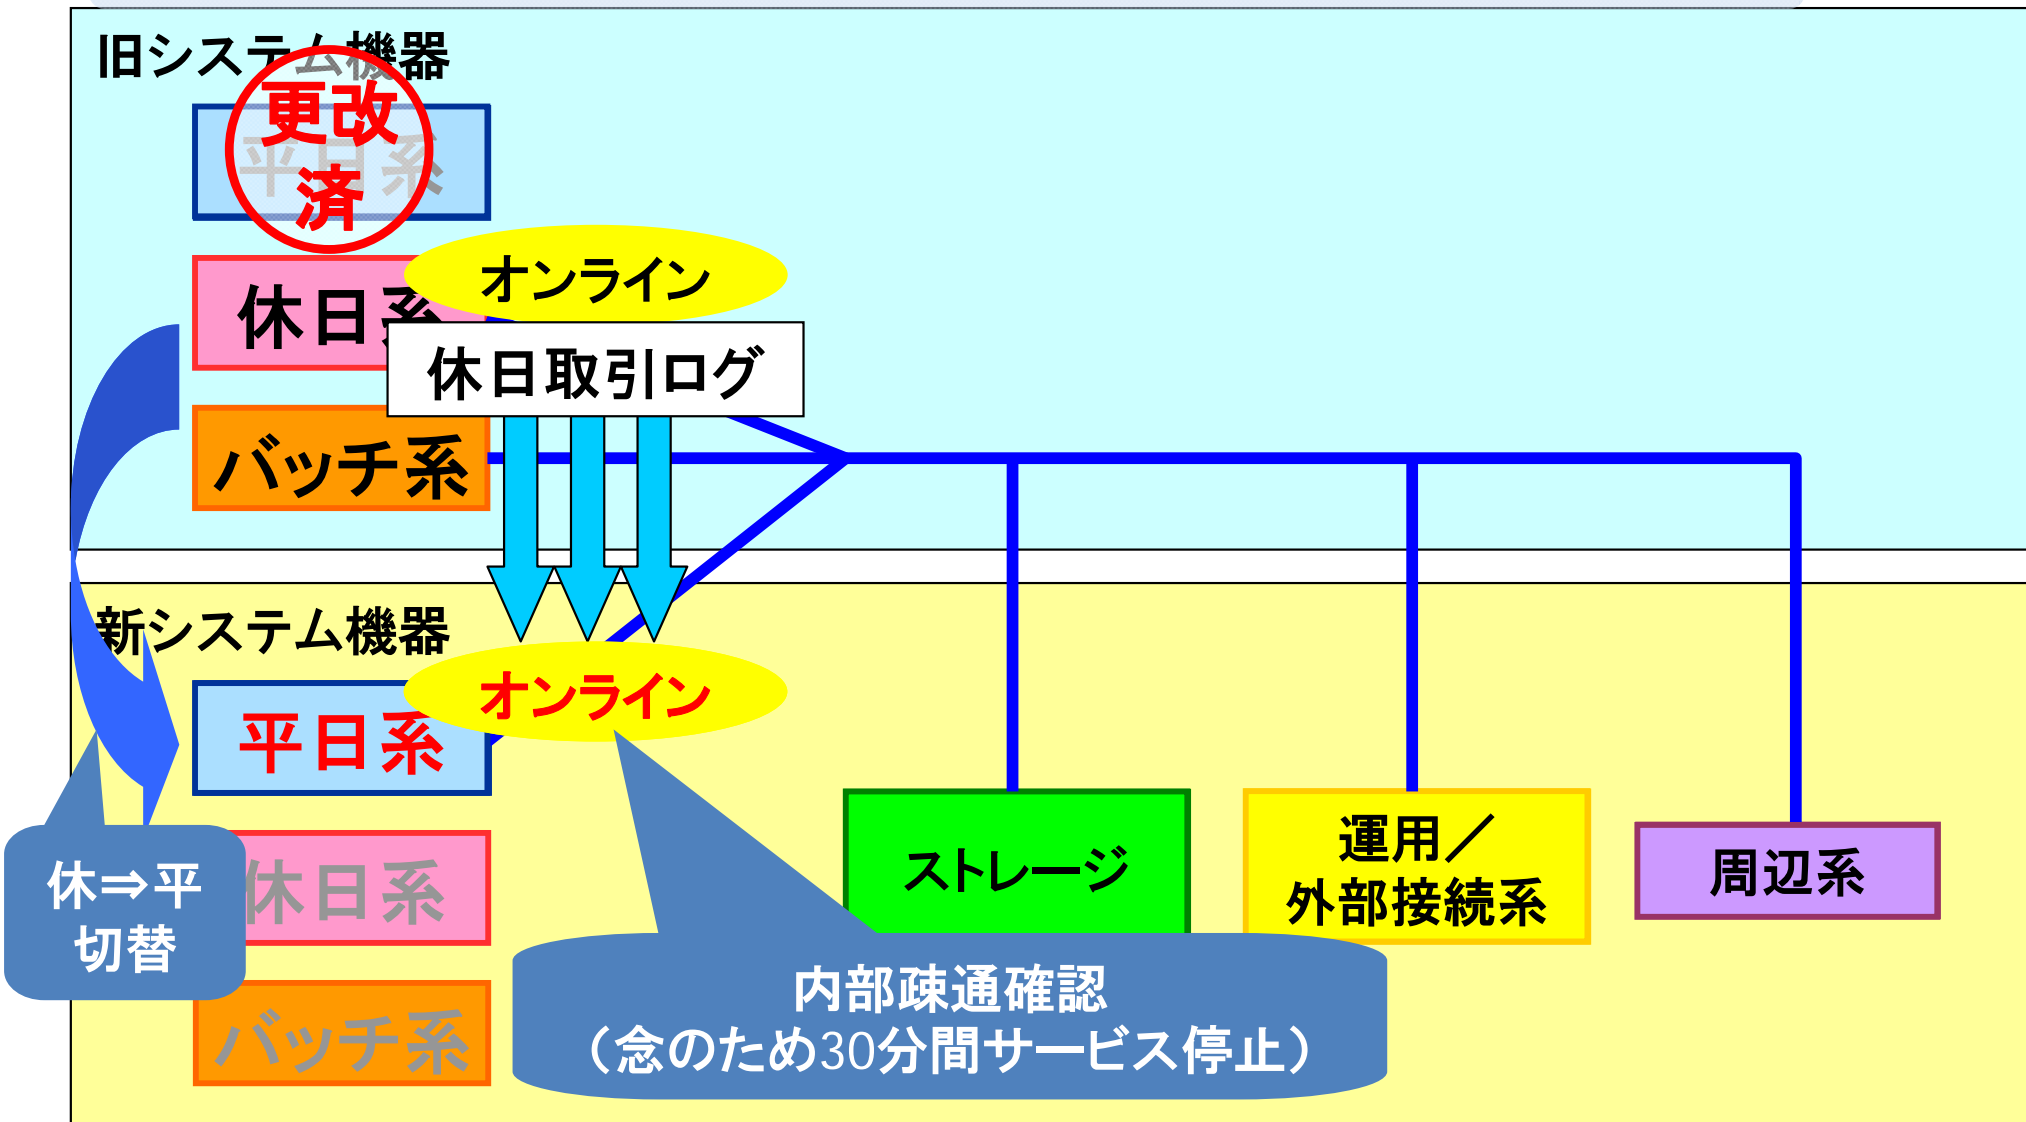 旧システム機器
更改
済
平日系
オンライン
休日系
休日取引ログ
バッチ系
新システム機器
オンライン
平日系
休⇒平
切替
休日系
バッチ系
ストレージ
運用／
外部接続系
周辺系
内部疎通確認
（念のため30分間サービス停止）